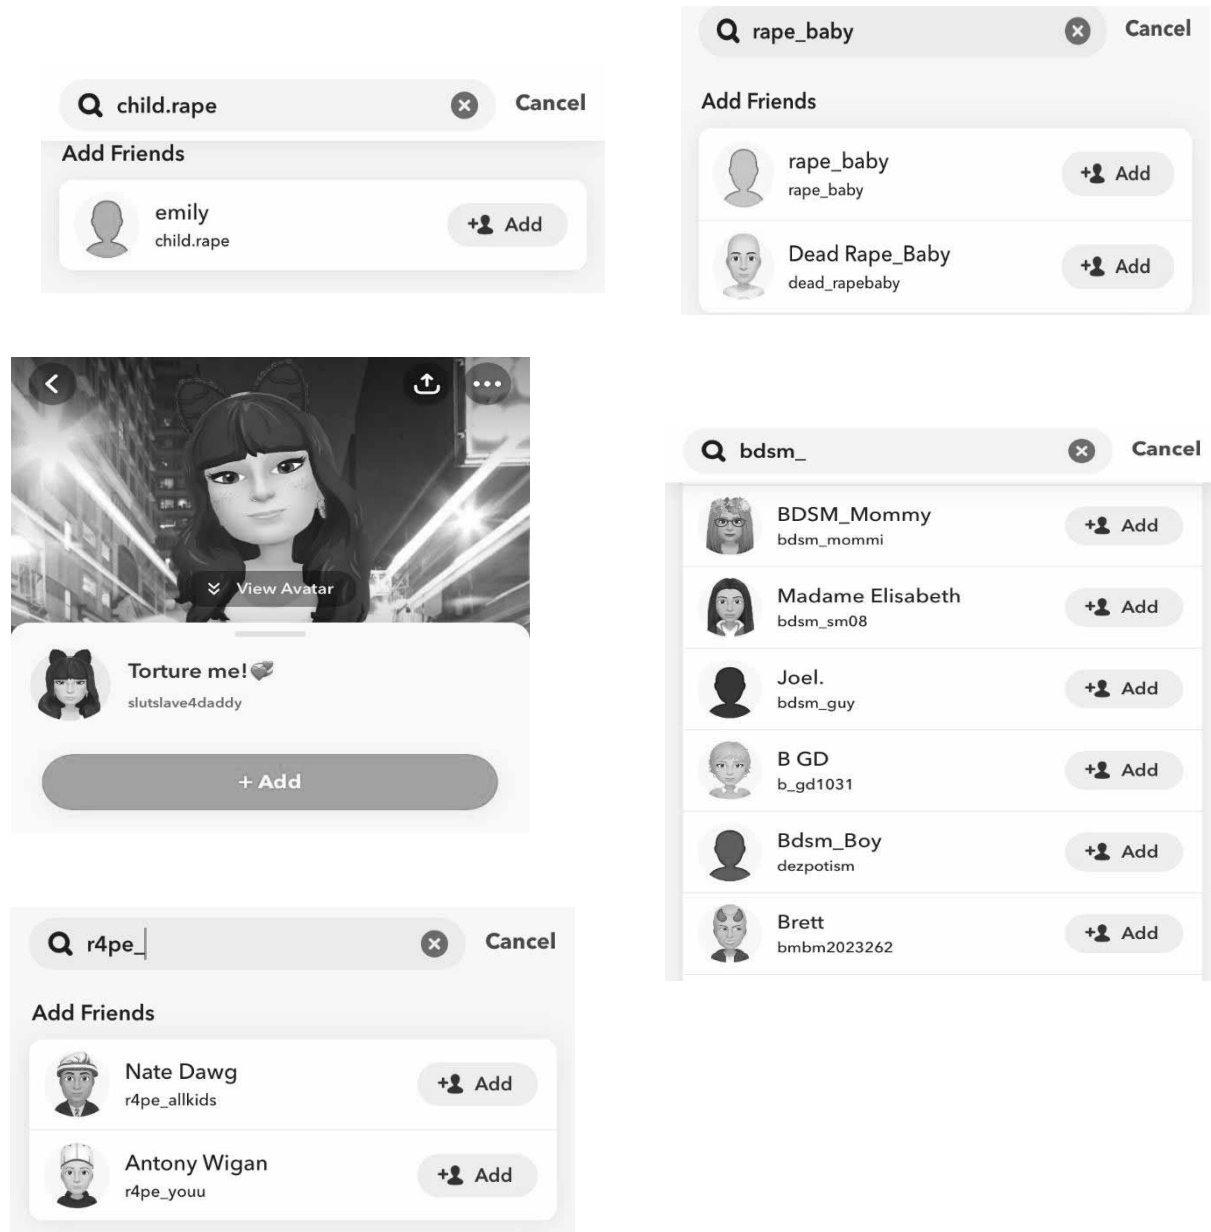 child.rape
Cancel
Add Friends
emily
child.rape
Add
rape_baby
Cancel
Add Friends
rape_baby
rape_baby
Add
Dead Rape_Baby
dead_rapebaby
Add
View Avatar
Torture me!
slutslave4daddy
+ Add
bdsm_
Cancel
BDSM_Mommy
bdsm_mommi
Add
Madame Elisabeth
bdsm_sm08
Add
Joel.
bdsm_guy
Add
B GD
b_gd1031
Add
Bdsm_Boy
dezpotism
Add
Brett
bmbm2023262
Add
r4pe_
Cancel
Add Friends
Nate Dawg
r4pe_allkids
Add
Antony Wigan
r4pe_youu
Add